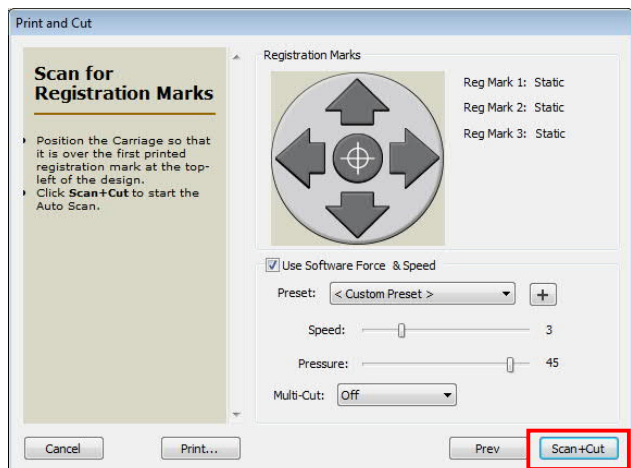 Print and Cut
Scan for
Registration Marks
Position the Carriage so that
it is over the first printed
registration mark at the top-
left of the design.
Click Scan+Cut to start the
Auto Scan.
Registration Marks
Reg Mark 1: Static
Reg Mark 2: Static
Reg Mark 3: Static
Use Software Force & Speed
Preset: < Custom Preset >
Speed: 3
Pressure: 45
Multi-Cut: Off
Cancel Print... Prev Scan+Cut